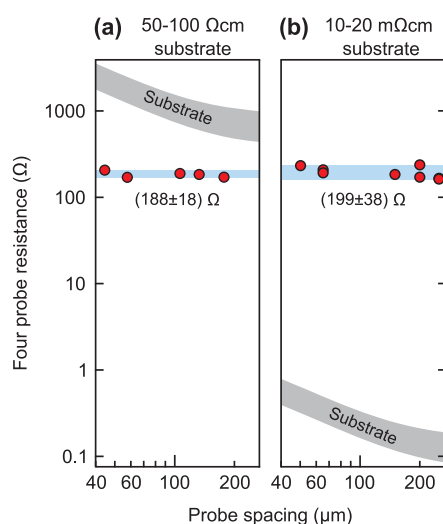 (a) 50-100 Ωcm
substrate
(b) 10-20 mΩcm
substrate
Four probe resistance (Ω)
1000
100
10
1
0.1
Substrate
(188±18) Ω
Substrate
(199±38) Ω
40 60 100 200
40 60 100 200
Probe spacing (μm)